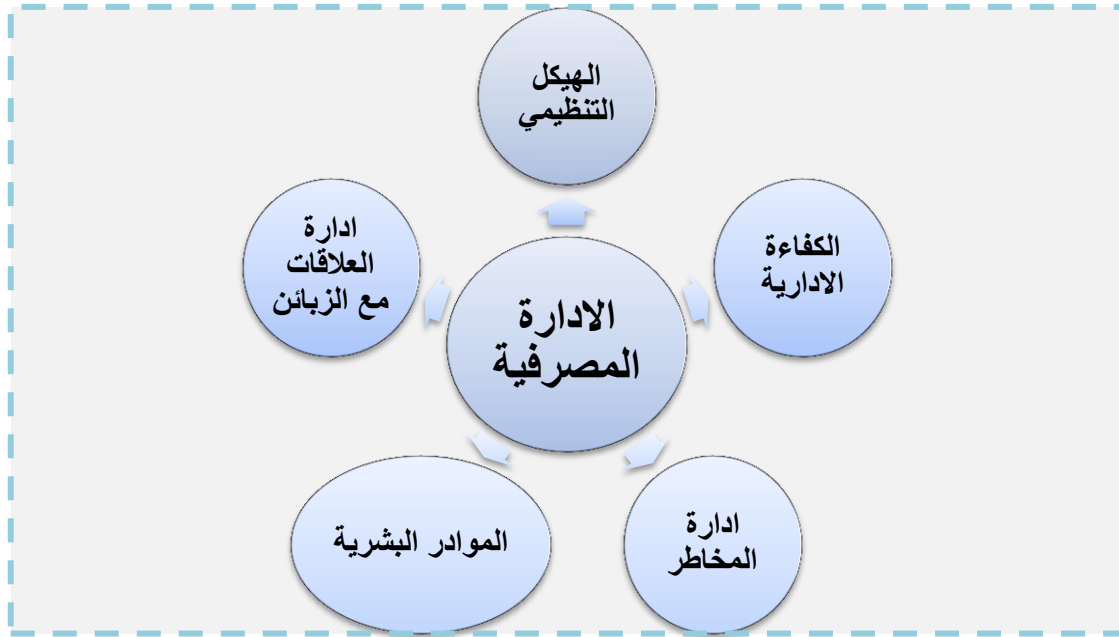 الهيكل
التنظيمي
الكفاءة
الادارية
ادارة
المخاطر
الموادر البشرية
ادارة
العلاقات
مع الزبائن
الادارة
المصرفية